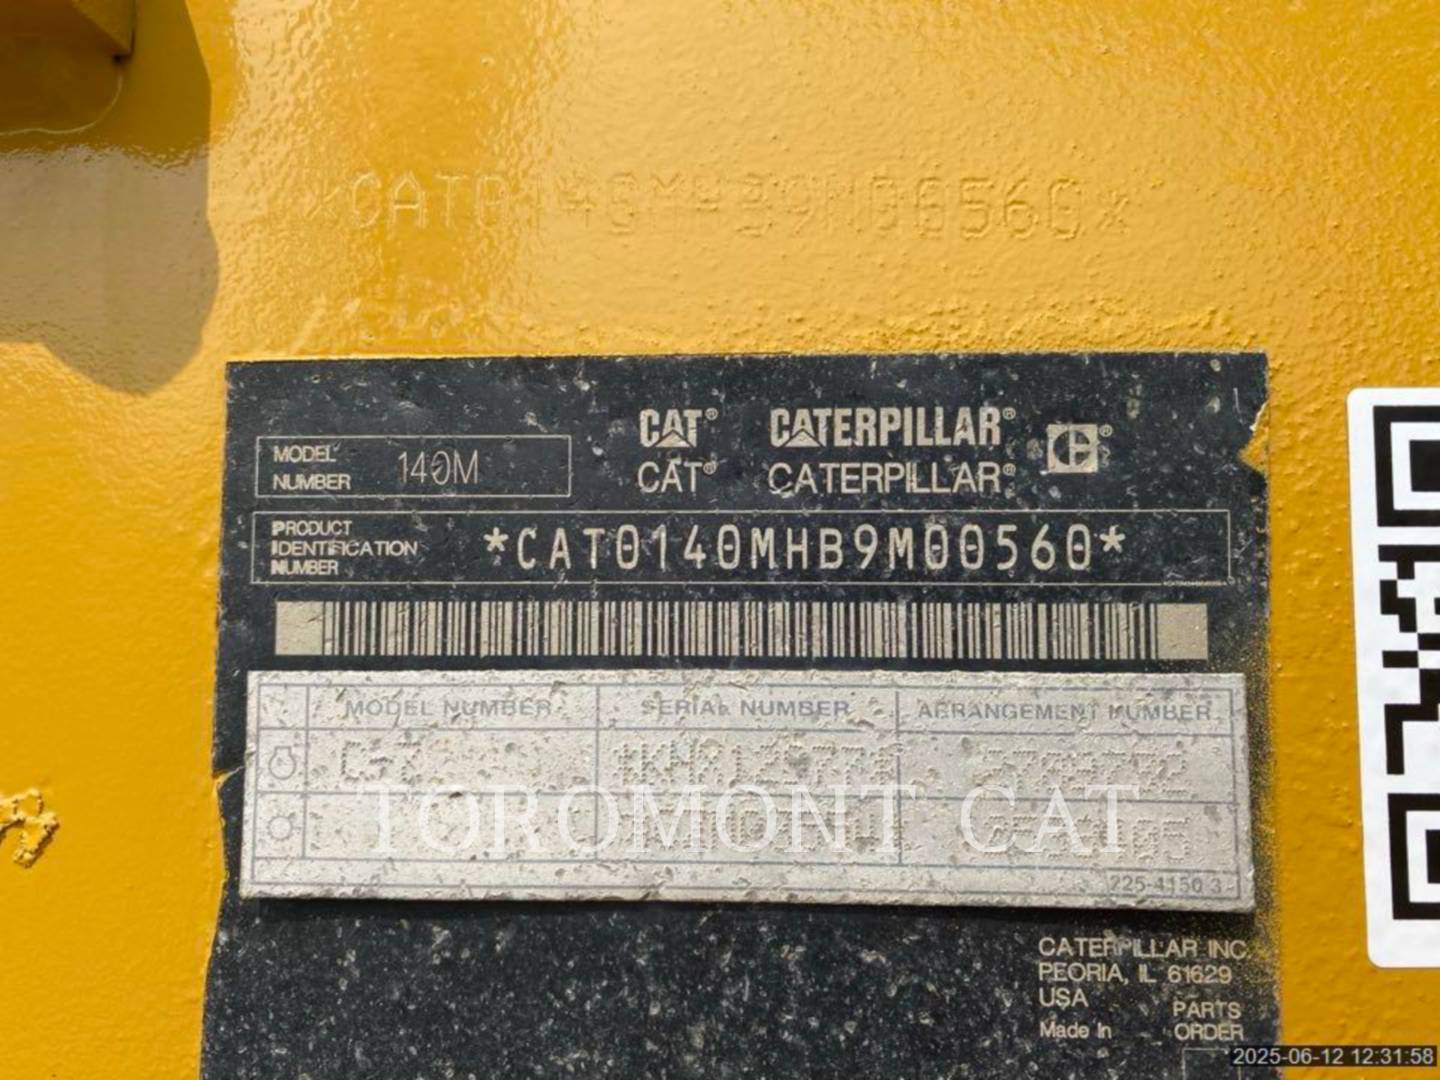 *CAT0140MHB9M00560*
CAT® CATERPILLAR®
MODEL NUMBER 140M
CAT® CATERPILLAR®
PRODUCT IDENTIFICATION NUMBER *CAT0140MHB9M00560*
MODEL NUMBER SERIAL NUMBER ARRANGEMENT NUMBER
TOROMONT CAT
225-4150 3
CATERPILLAR INC.
PEORIA, IL 61629
USA
Made In
PARTS ORDER
2025-06-12 12:31:58